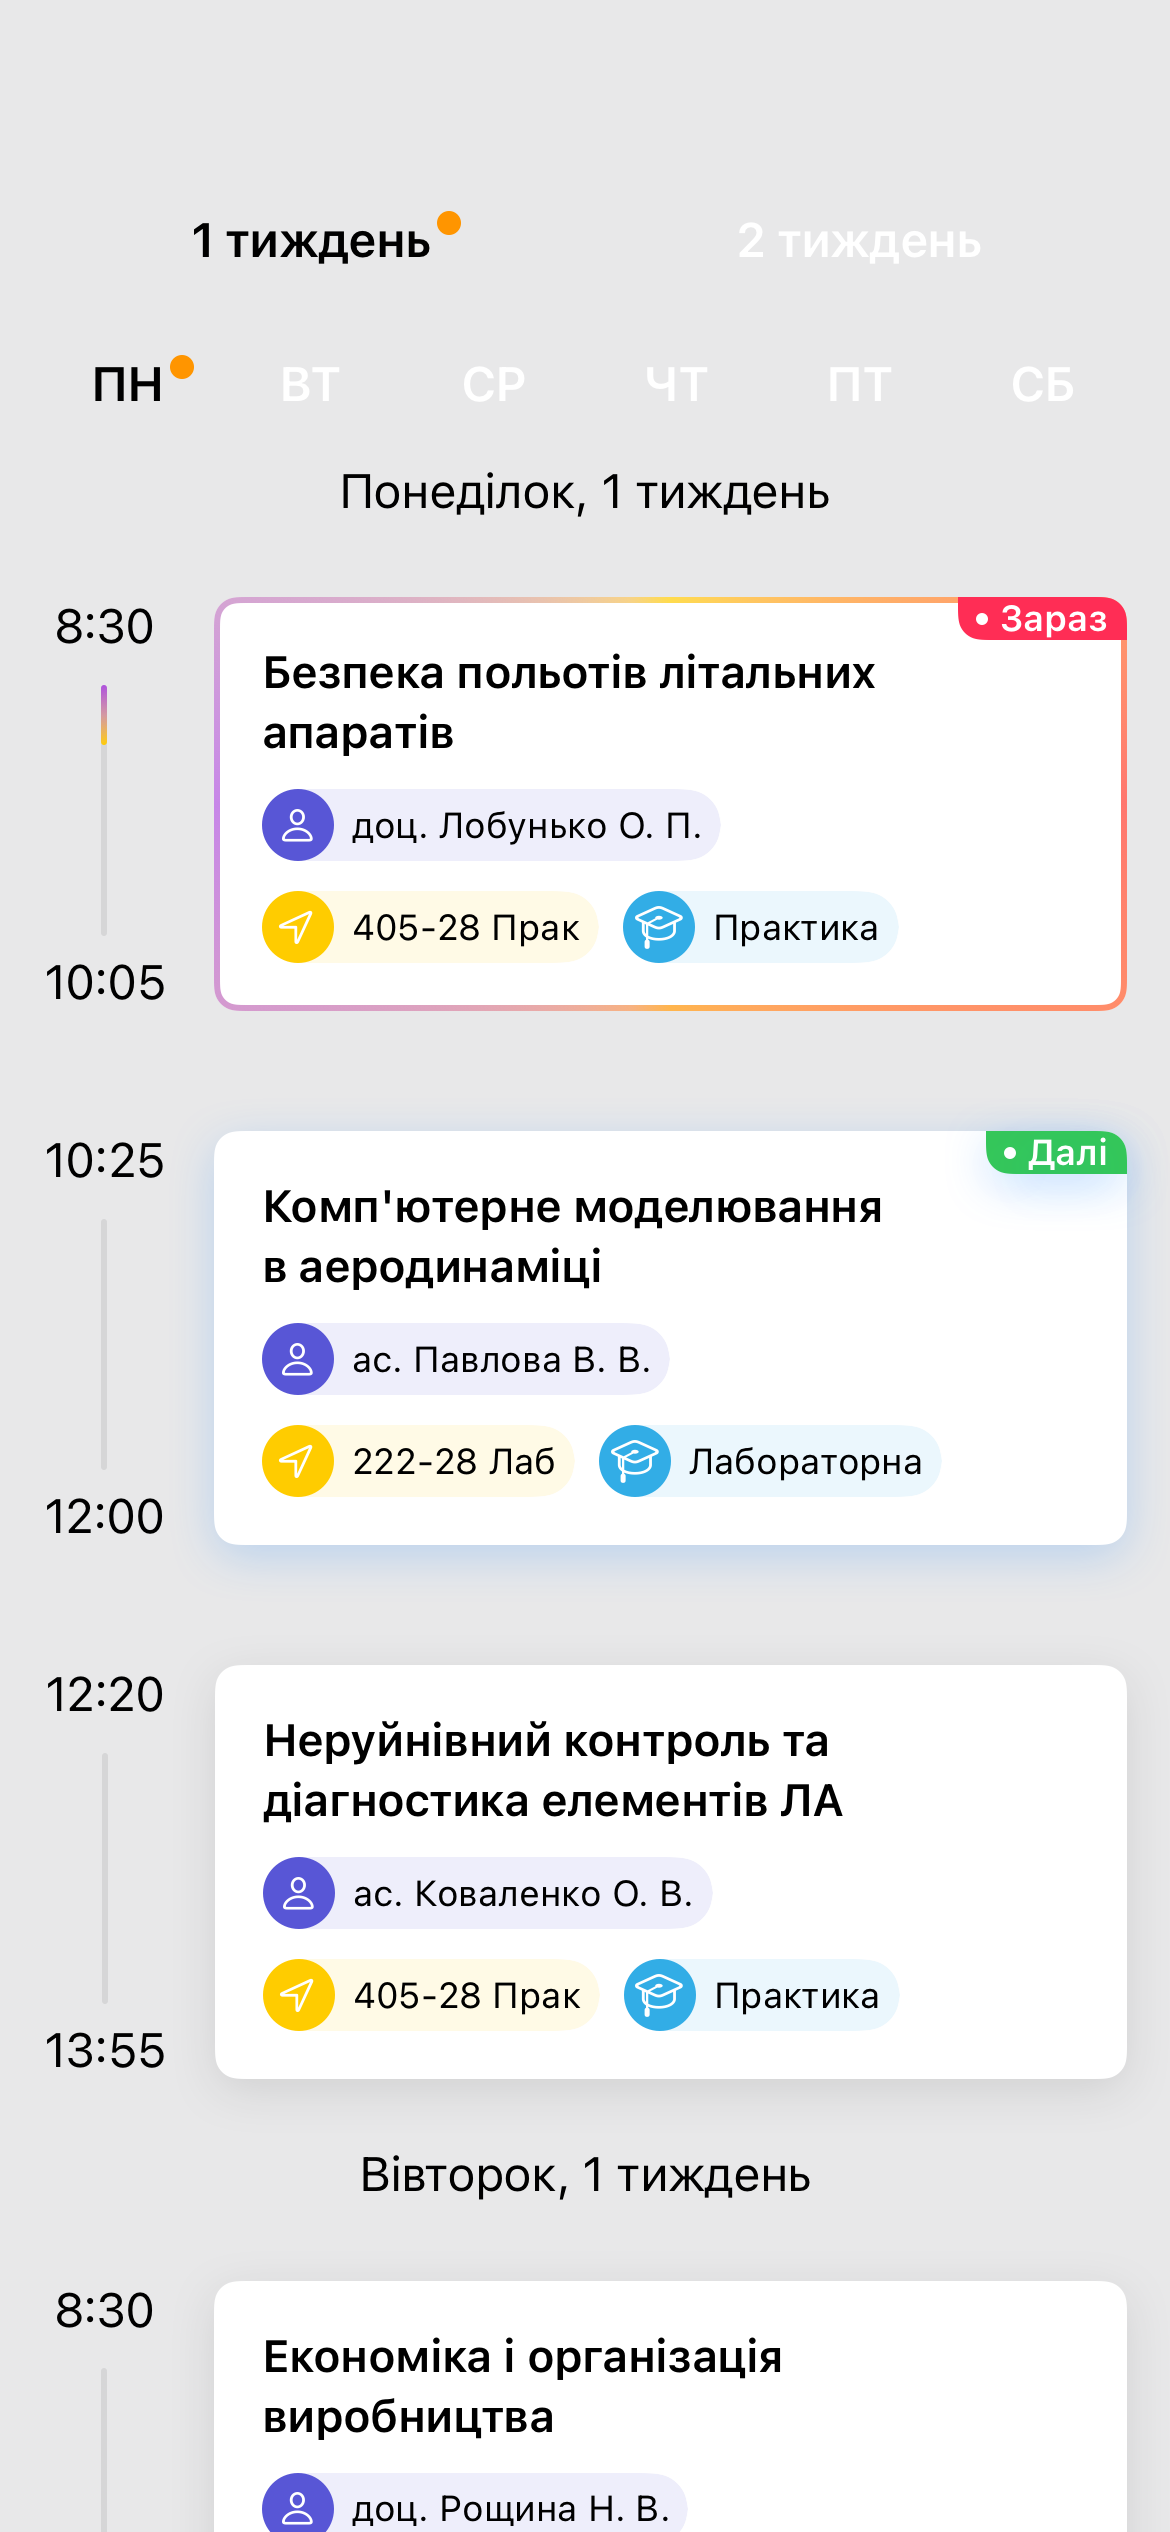 1 тиждень
2 тиждень
ПН ВТ СР ЧТ ПТ СБ
Понеділок, 1 тиждень
8:30
Зараз
Безпека польотів літальних
апаратів
доц. Лобунько О. П.
405-28 Прак
Практика
10:05
10:25
Далі
Комп'ютерне моделювання
в аеродинаміці
ас. Павлова В. В.
222-28 Лаб
Лабораторна
12:00
12:20
Неруйнівний контроль та
діагностика елементів ЛА
ас. Коваленко О. В.
405-28 Прак
Практика
13:55
Вівторок, 1 тиждень
8:30
Економіка і організація
виробництва
доц. Рощина Н. В.